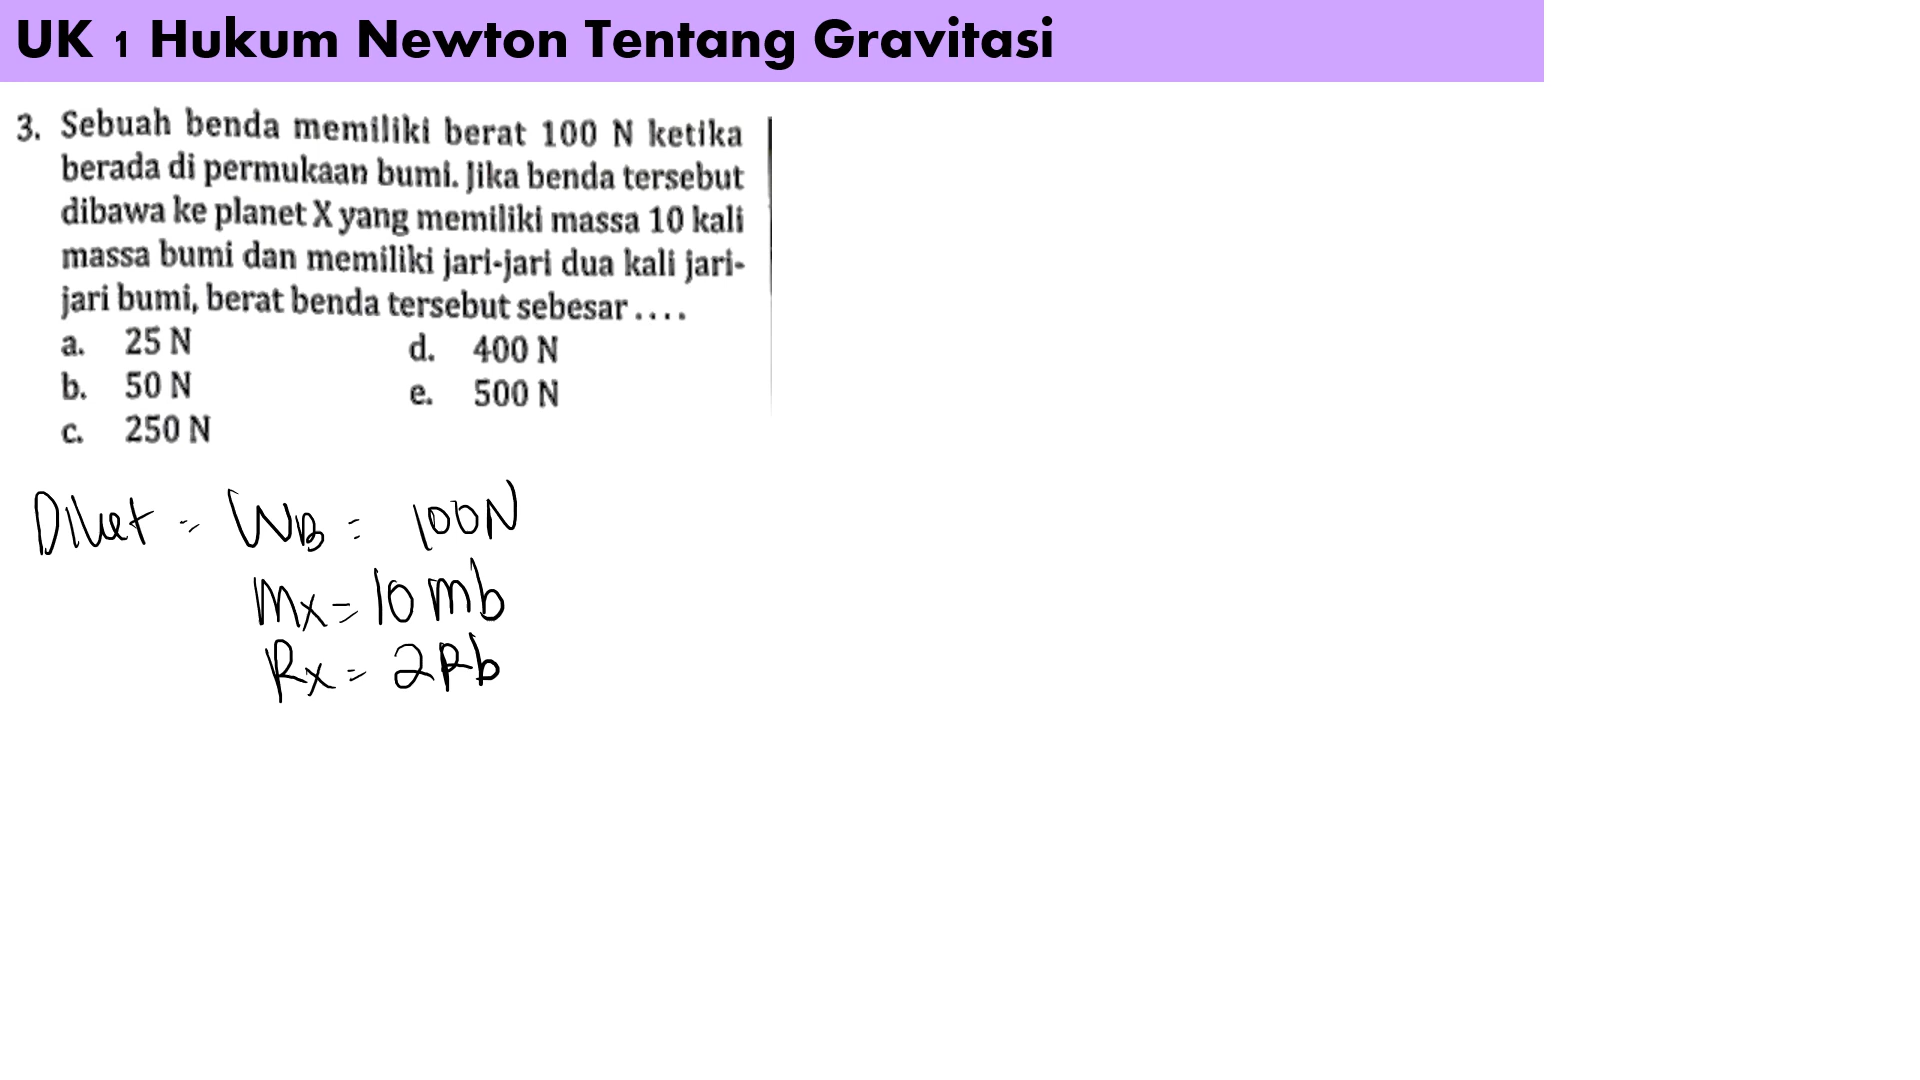 UK 1 Hukum Newton Tentang Gravitasi
3. Sebuah benda memiliki berat 100 N ketika
berada di permukaan bumi. Jika benda tersebut
dibawa ke planet X yang memiliki massa 10 kali
massa bumi dan memiliki jari-jari dua kali jari-
jari bumi, berat benda tersebut sebesar . . . .
a. 25 N d. 400 N
b. 50 N e. 500 N
c. 250 N
Diket = WB = 100N
Mx = 10 mb
Rx = 2Rb